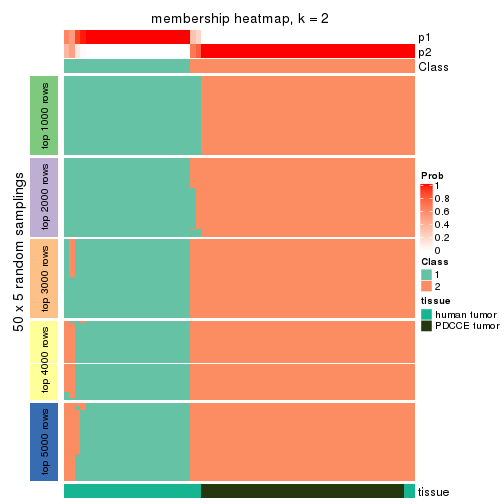 membership heatmap, k = 2
p1
p2
Class
50 x 5 random samplings
top 1000 rows
top 2000 rows
top 3000 rows
top 4000 rows
top 5000 rows
Prob
1
0.8
0.6
0.4
0.2
0
Class
1
2
tissue
human tumor
PDCCE tumor
tissue